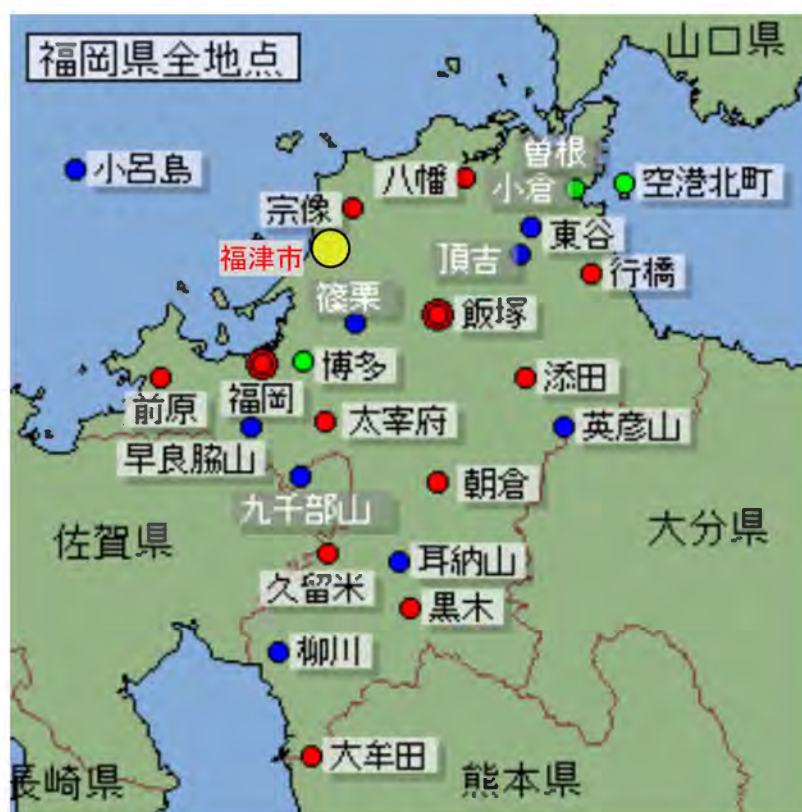 福岡県全地点
山口県
小呂島
八幡
曽根
小倉
空港北町
宗像
福津市
東谷
頂吉
行橋
篠栗
飯塚
博多
前原
福岡
添田
太宰府
英彦山
早良脇山
朝倉
九千部山
佐賀県
大分県
耳納山
久留米
黒木
柳川
大牟田
長崎県
熊本県